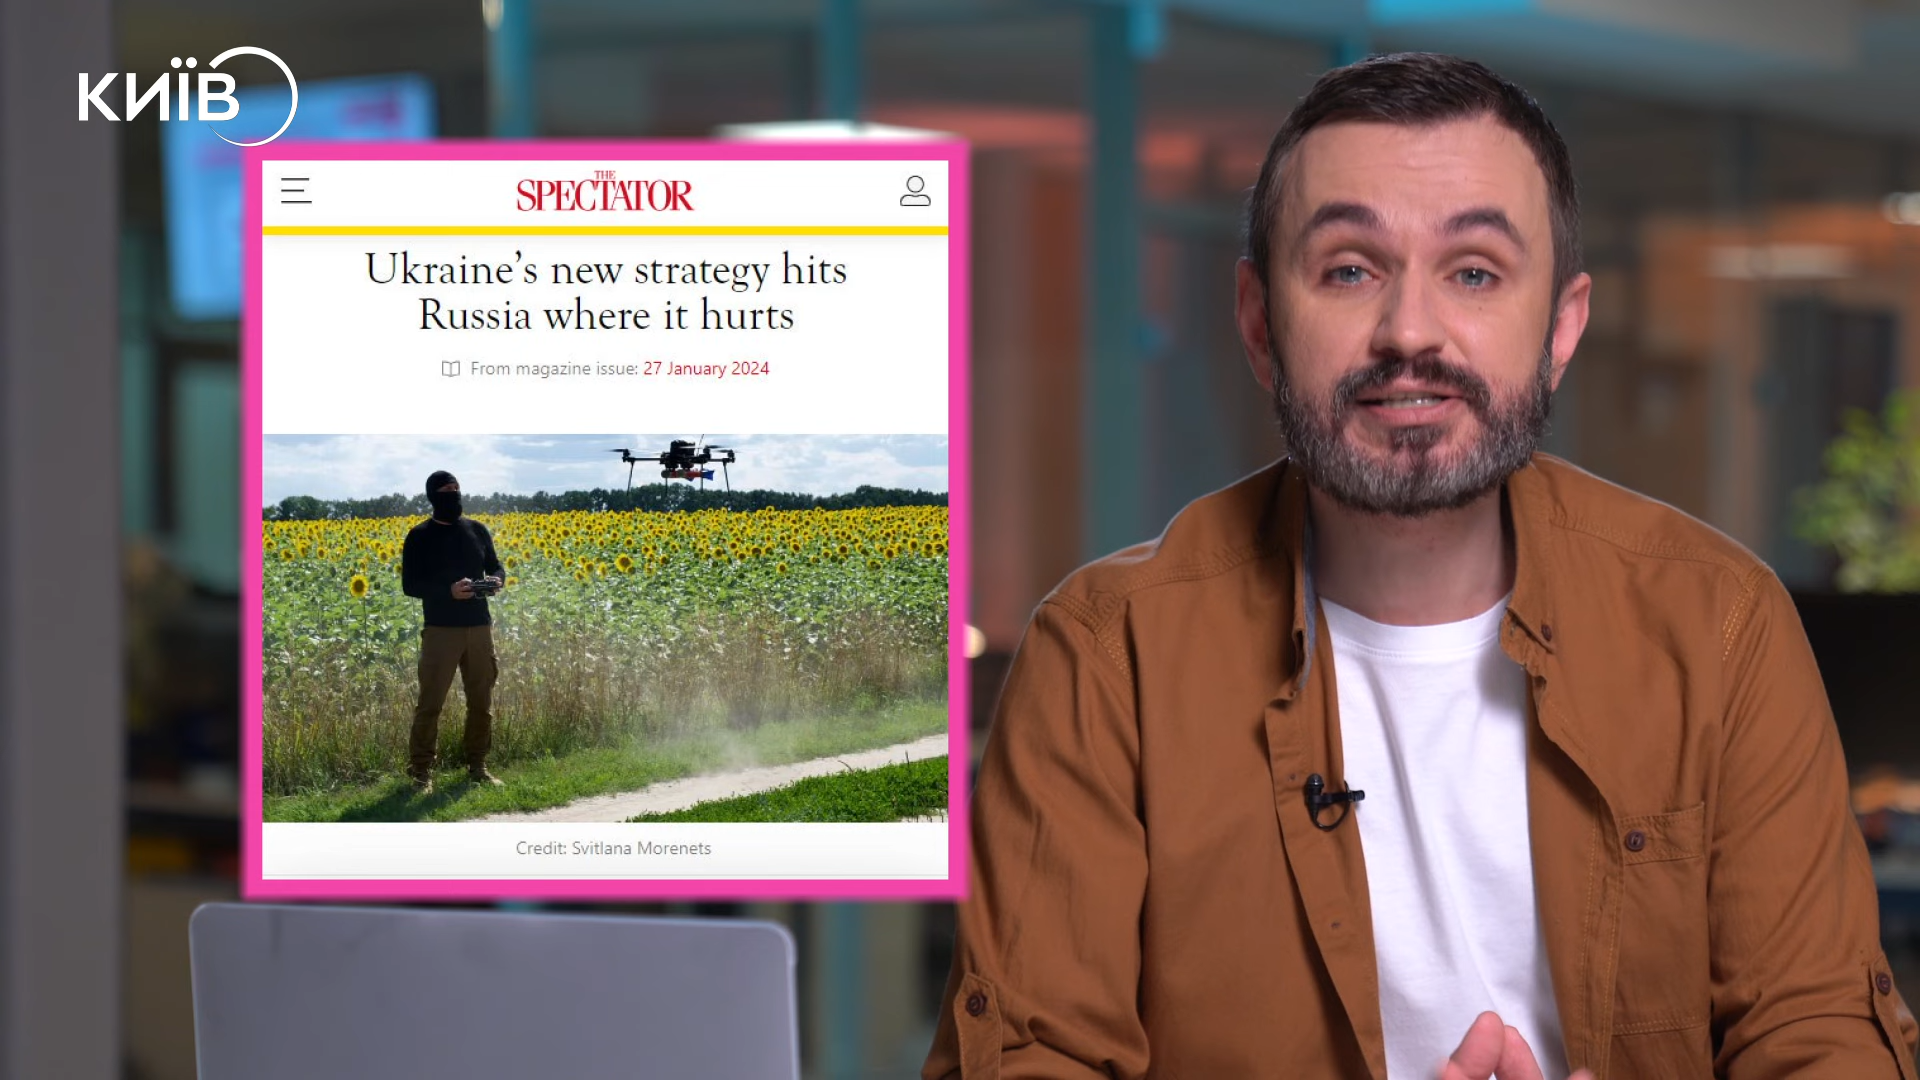 КИЇВ
THE
SPECTATOR
Ukraine’s new strategy hits
Russia where it hurts
From magazine issue: 27 January 2024
Credit: Svitlana Morenets